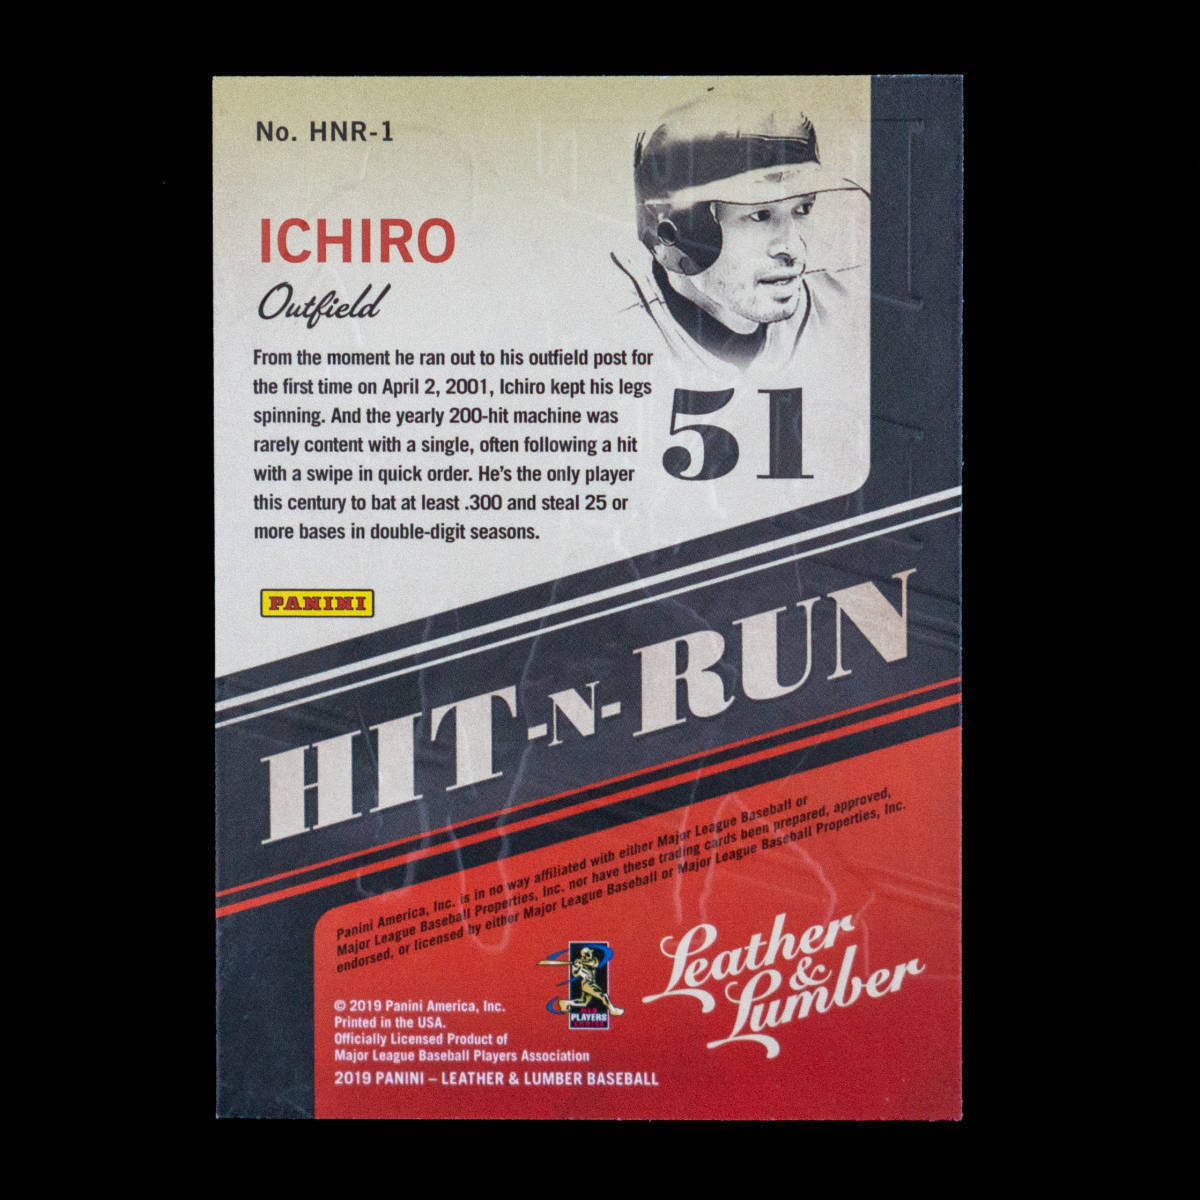 No. HNR-1
ICHIRO
Outfield
From the moment he ran out to his outfield post for
the first time on April 2, 2001, Ichiro kept his legs
spinning. And the yearly 200-hit machine was
rarely content with a single, often following a hit
with a swipe in quick order. He's the only player
this century to bat at least .300 and steal 25 or
more bases in double-digit seasons.
51
PANINI
HIT-N-RUN
Panini America, Inc. is in no way affiliated with either Major League Baseball or
Major League Baseball Properties, Inc. nor have these trading cards been prepared, approved,
endorsed, or licensed by either Major League Baseball or Major League Baseball Properties, Inc.
PLAYERS
Leather
&
Lumber
© 2019 Panini America, Inc.
Printed in the USA.
Officially Licensed Product of
Major League Baseball Players Association
2019 PANINI – LEATHER & LUMBER BASEBALL